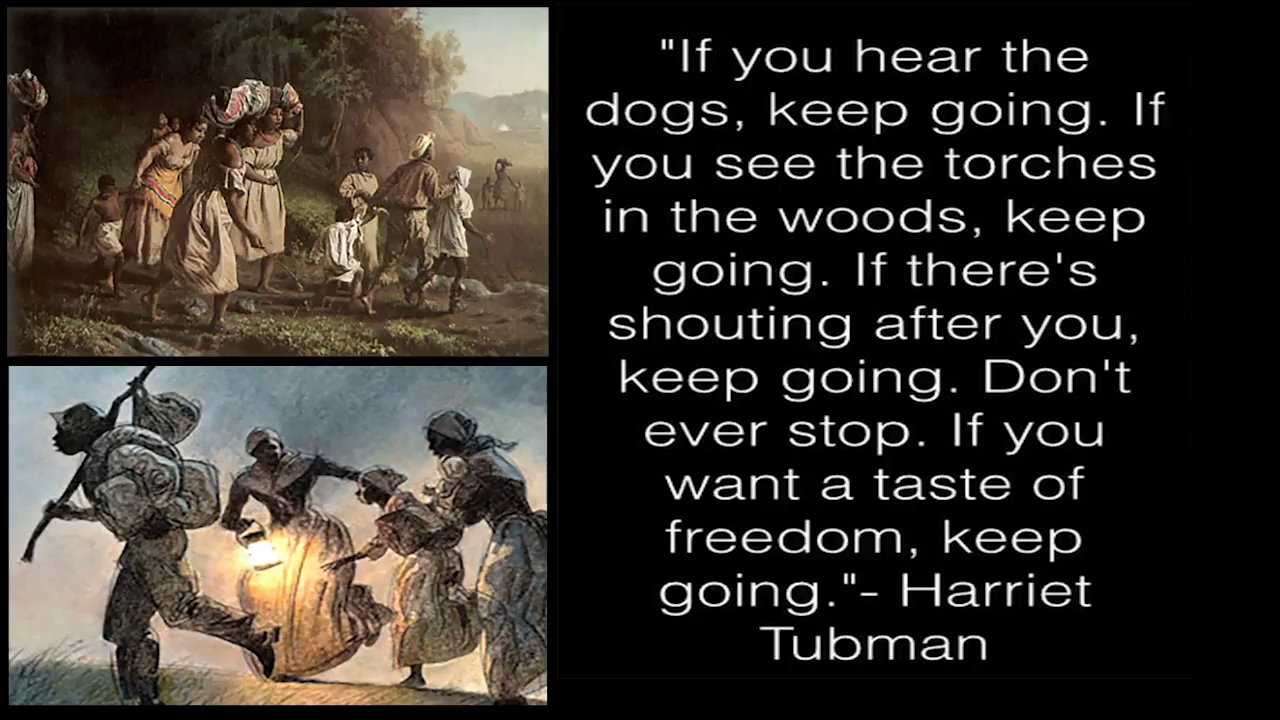 "If you hear the
dogs, keep going. If
you see the torches
in the woods, keep
going. If there's
shouting after you,
keep going. Don't
ever stop. If you
want a taste of
freedom, keep
going."- Harriet
Tubman